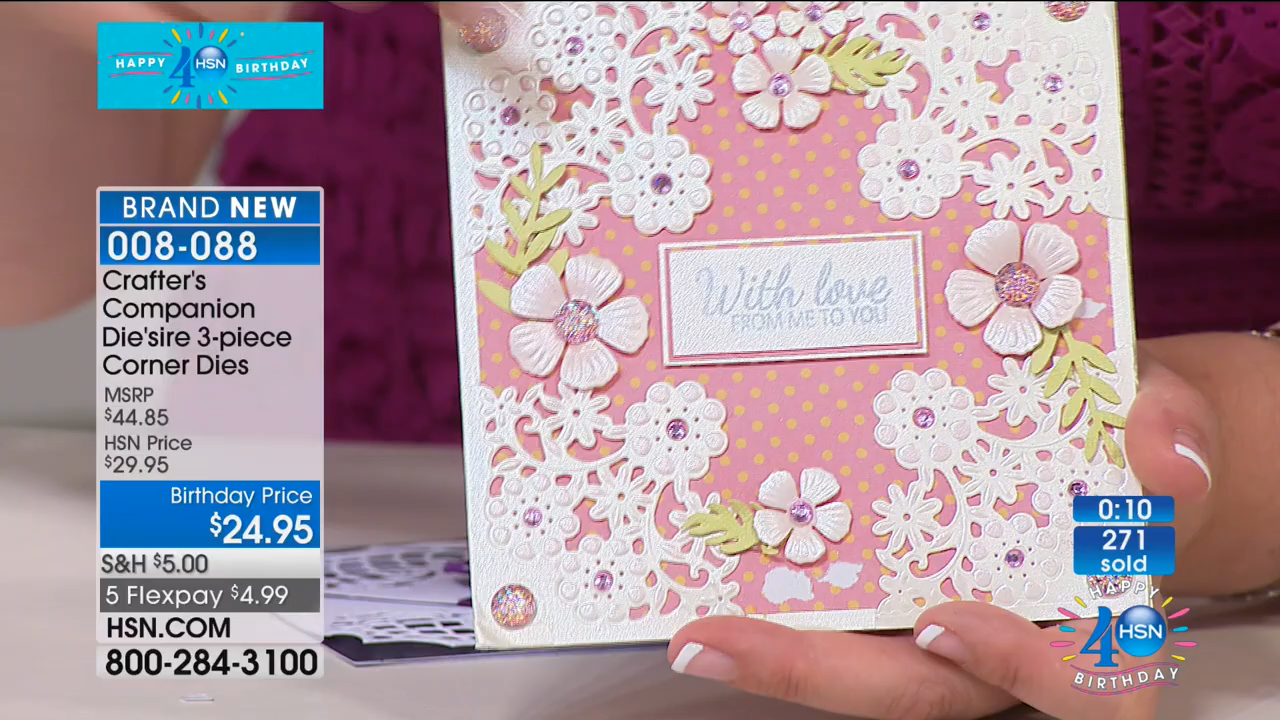 HAPPY 40 HSN BIRTHDAY
BRAND NEW
008-088
Crafter's
Companion
Die'sire 3-piece
Corner Dies
MSRP
$44.85
HSN Price
$29.95
Birthday Price
$24.95
S&H $5.00
5 Flexpay $4.99
HSN.COM
800-284-3100
With love
FROM ME TO YOU
0:10
271
sold
HAPPY
40 HSN
BIRTHDAY